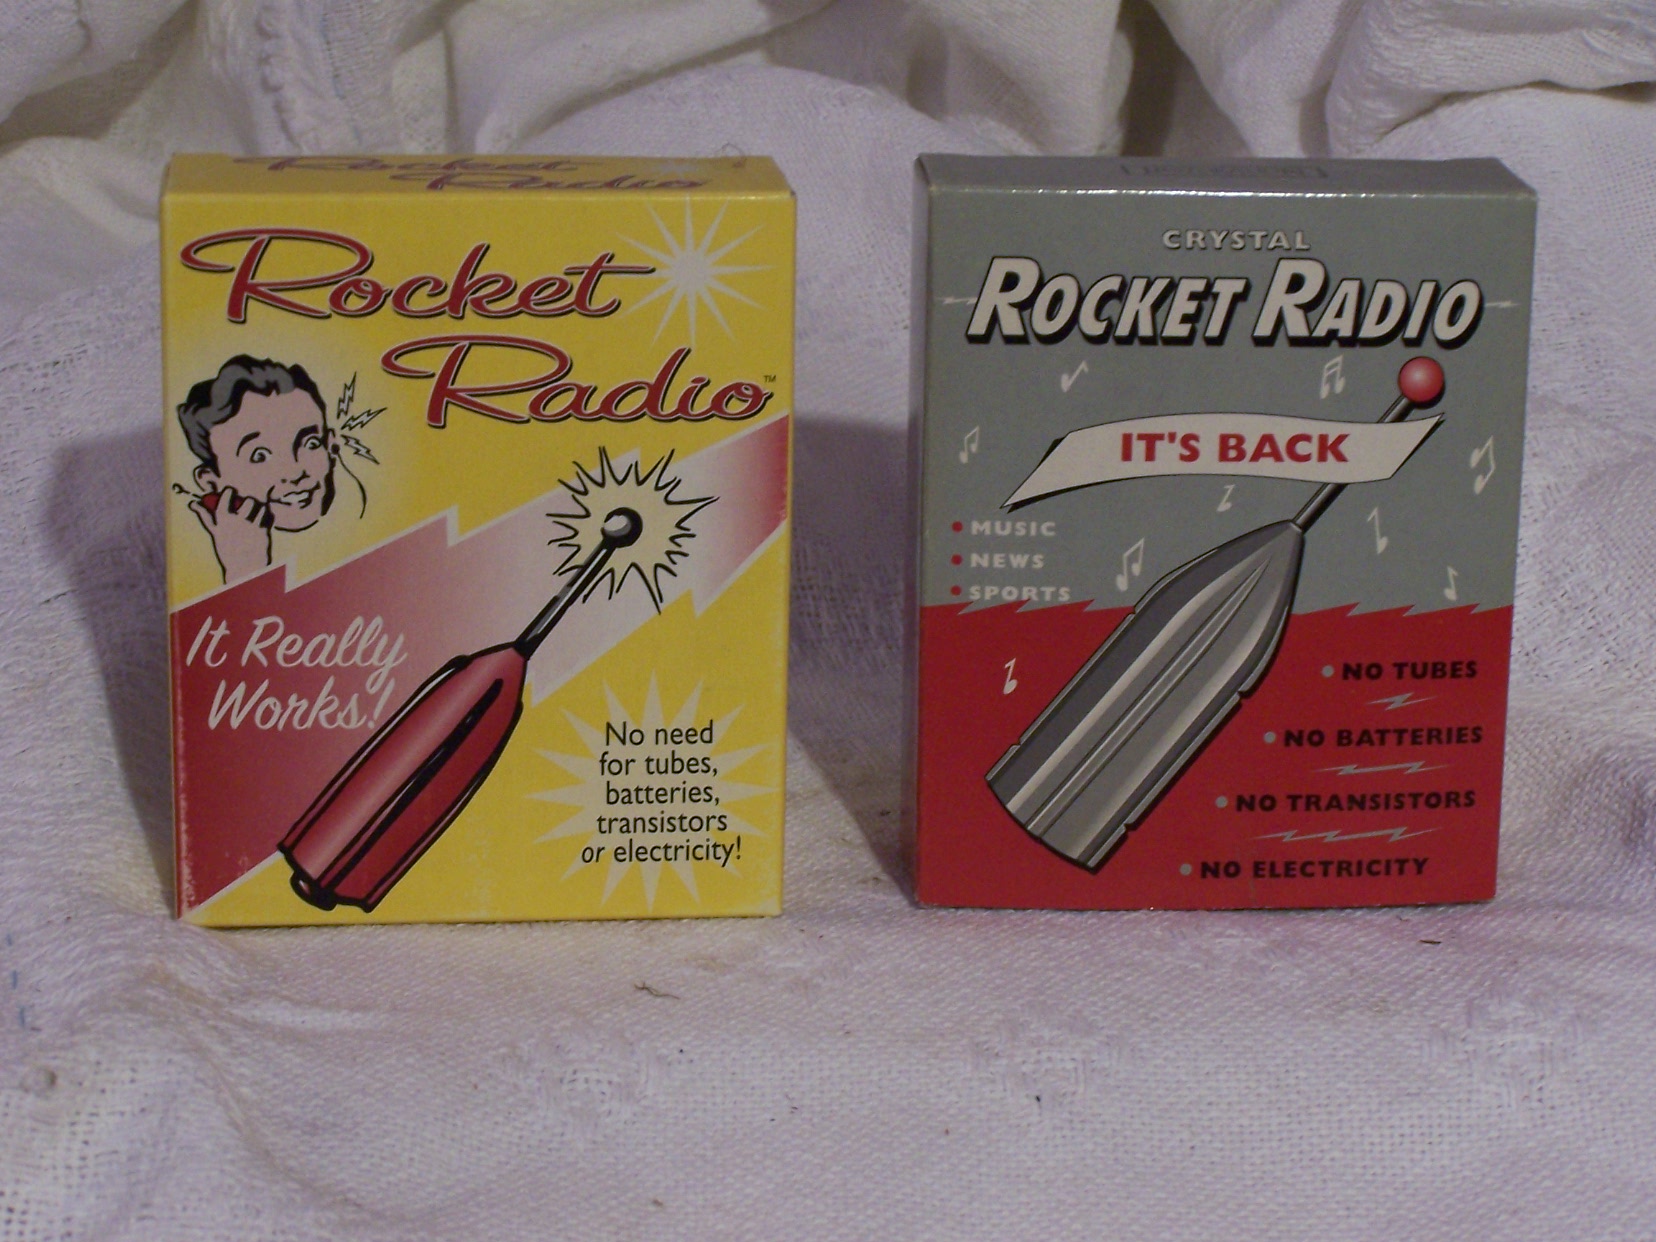 Rocket
Radio
Rocket
Radio™
It Really
Works!
No need
for tubes,
batteries,
transistors
or electricity!
CRYSTAL
ROCKET RADIO
IT'S BACK
• MUSIC
• NEWS
• SPORTS
• NO TUBES
• NO BATTERIES
• NO TRANSISTORS
• NO ELECTRICITY